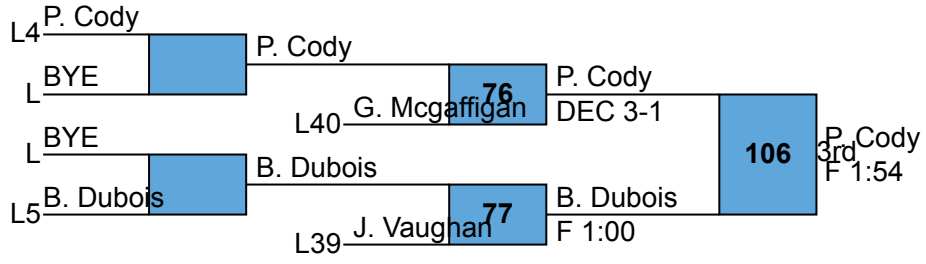 P. Cody
L4
P. Cody
BYE
L
76
P. Cody
G. Mcgaffigan
L40
DEC 3-1
BYE
L
106
3rd
P. Cody
F 1:54
B. Dubois
B. Dubois
L5
77
B. Dubois
J. Vaughan
L39
F 1:00